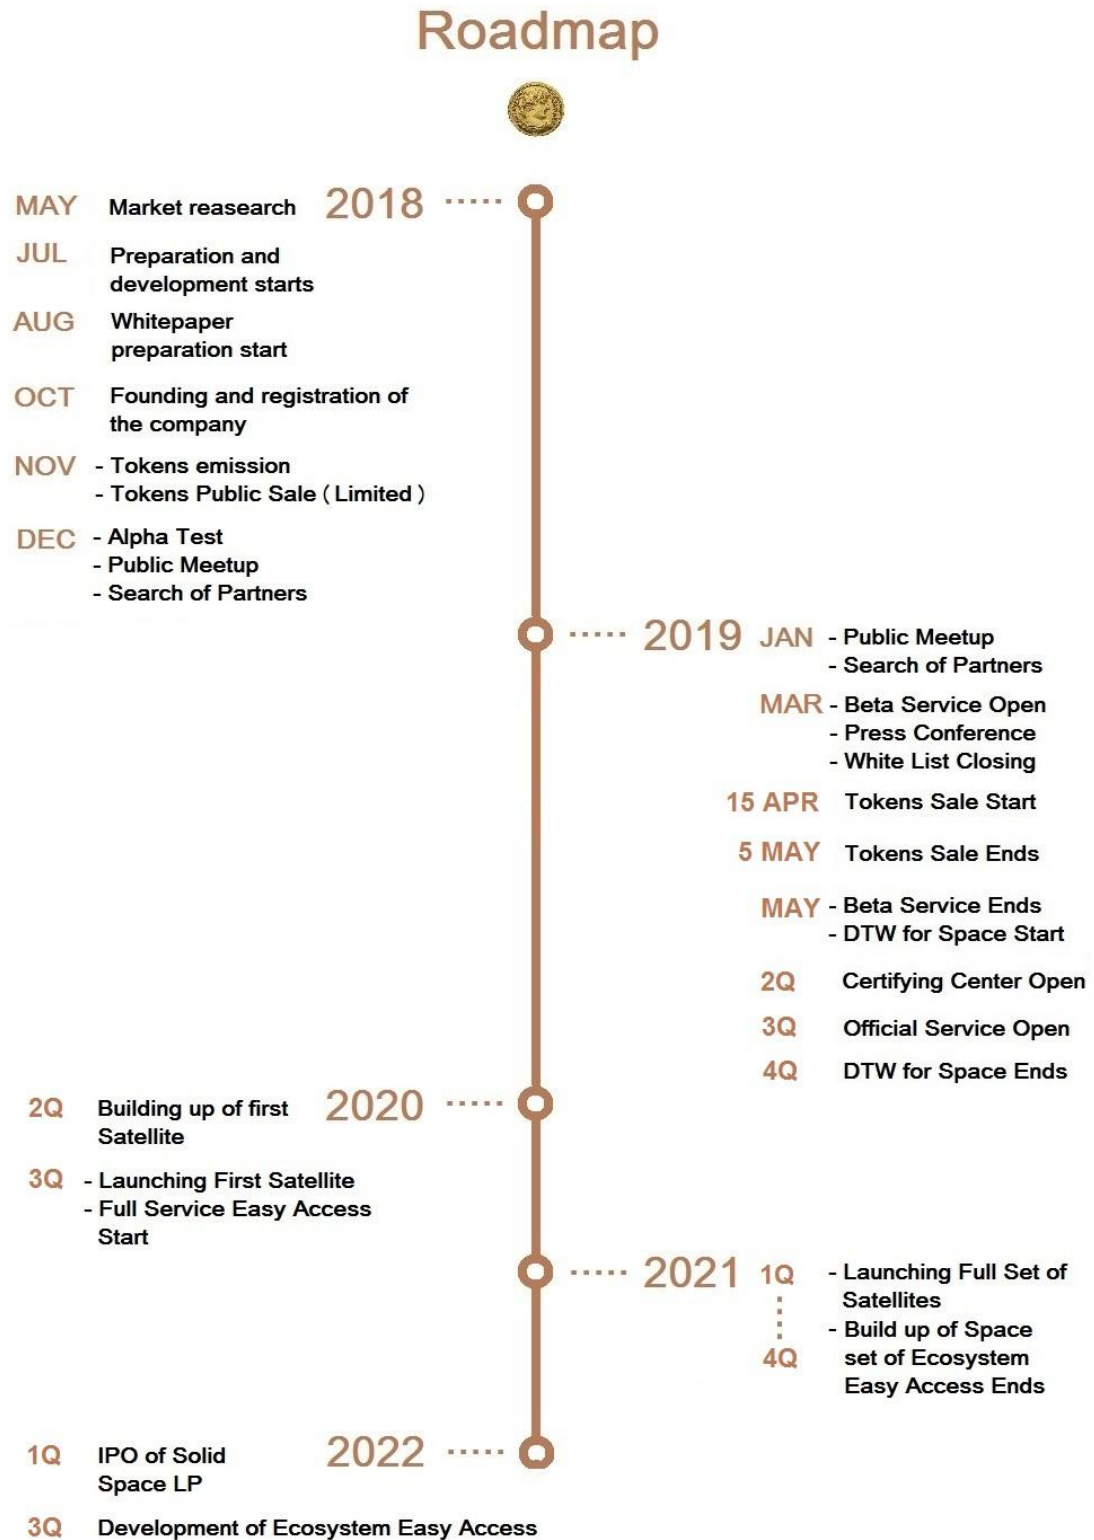 Roadmap
2018
MAY Market reasearch
JUL Preparation and
development starts
AUG Whitepaper
preparation start
OCT Founding and registration of
the company
NOV - Tokens emission
- Tokens Public Sale ( Limited )
DEC - Alpha Test
- Public Meetup
- Search of Partners
2019
JAN - Public Meetup
- Search of Partners
MAR - Beta Service Open
- Press Conference
- White List Closing
15 APR Tokens Sale Start
5 MAY Tokens Sale Ends
MAY - Beta Service Ends
- DTW for Space Start
2Q Certifying Center Open
3Q Official Service Open
4Q DTW for Space Ends
2020
2Q Building up of first
Satellite
3Q - Launching First Satellite
- Full Service Easy Access
Start
2021
1Q - Launching Full Set of
Satellites
- Build up of Space
4Q set of Ecosystem
Easy Access Ends
2022
1Q IPO of Solid
Space LP
3Q Development of Ecosystem Easy Access